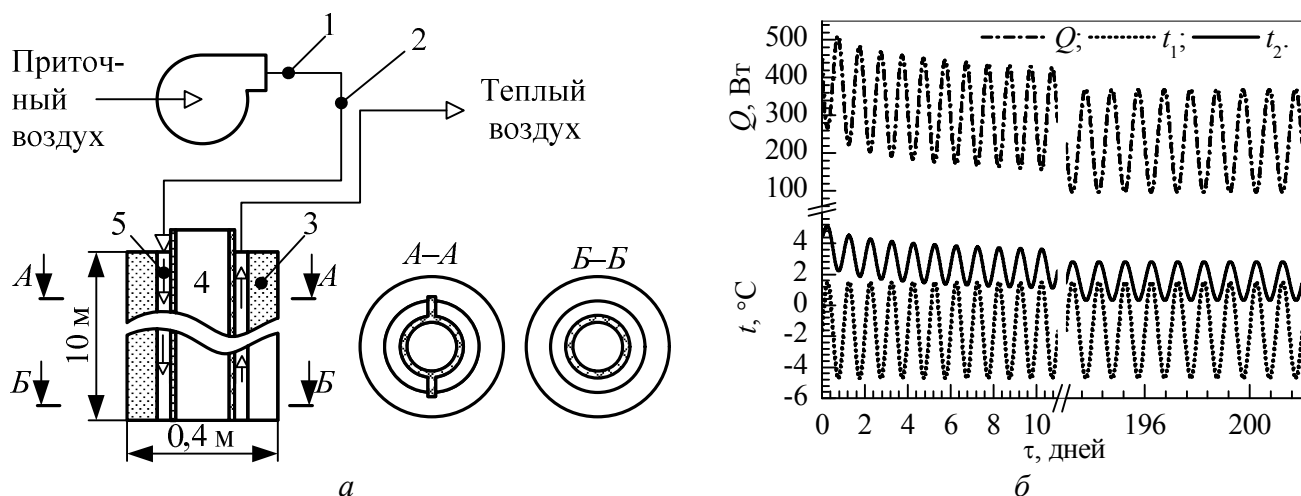 Приточ-
ный
воздух
1
2
Теплый
воздух
5
3
4
А
А
10 м
Б
Б
0,4 м
А–А
Б–Б
а
Q, Вт
500
400
300
200
100
Q; t1; t2.
t, °C
4
2
0
-2
-4
-6
0 2 4 6 8 10 196 200
τ, дней
б